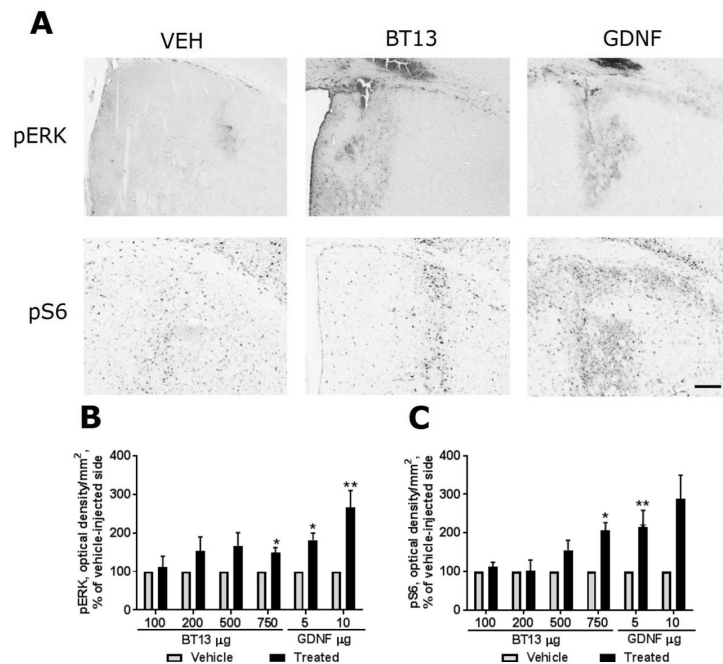 A
VEH BT13 GDNF
pERK
pS6
B
pERK, optical density/mm²,
% of vehicle-injected side
400
300
200
100
0
* * **
100 200 500 750 5 10
BT13 µg GDNF µg
Vehicle Treated
C
pS6, optical density/mm²,
% of vehicle-injected side
400
300
200
100
0
* **
100 200 500 750 5 10
BT13 µg GDNF µg
Vehicle Treated